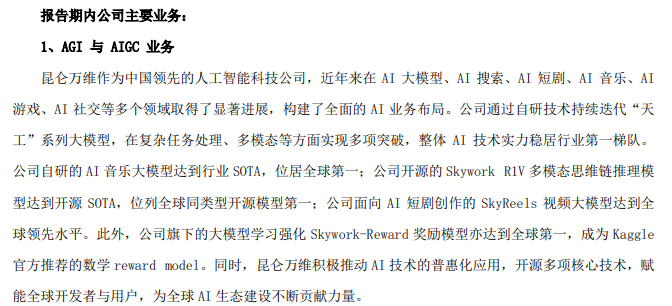 报告期内公司主要业务：
1、AGI 与 AIGC 业务
昆仑万维作为中国领先的人工智能科技公司，近年来在 AI 大模型、AI 搜索、AI 短剧、AI 音乐、AI
游戏、AI 社交等多个领域取得了显著进展，构建了全面的 AI 业务布局。公司通过自研技术持续迭代“天
工”系列大模型，在复杂任务处理、多模态等方面实现多项突破，整体 AI 技术实力稳居行业第一梯队。
公司自研的 AI 音乐大模型达到行业 SOTA，位居全球第一；公司开源的 Skywork R1V 多模态思维链推理模
型达到开源 SOTA，位列全球同类型开源模型第一；公司面向 AI 短剧创作的 SkyReels 视频大模型达到全
球领先水平。此外，公司旗下的大模型学习强化 Skywork-Reward 奖励模型亦达到全球第一，成为 Kaggle
官方推荐的数学 reward model。同时，昆仑万维积极推动 AI 技术的普惠化应用，开源多项核心技术，赋
能全球开发者与用户，为全球 AI 生态建设不断贡献力量。